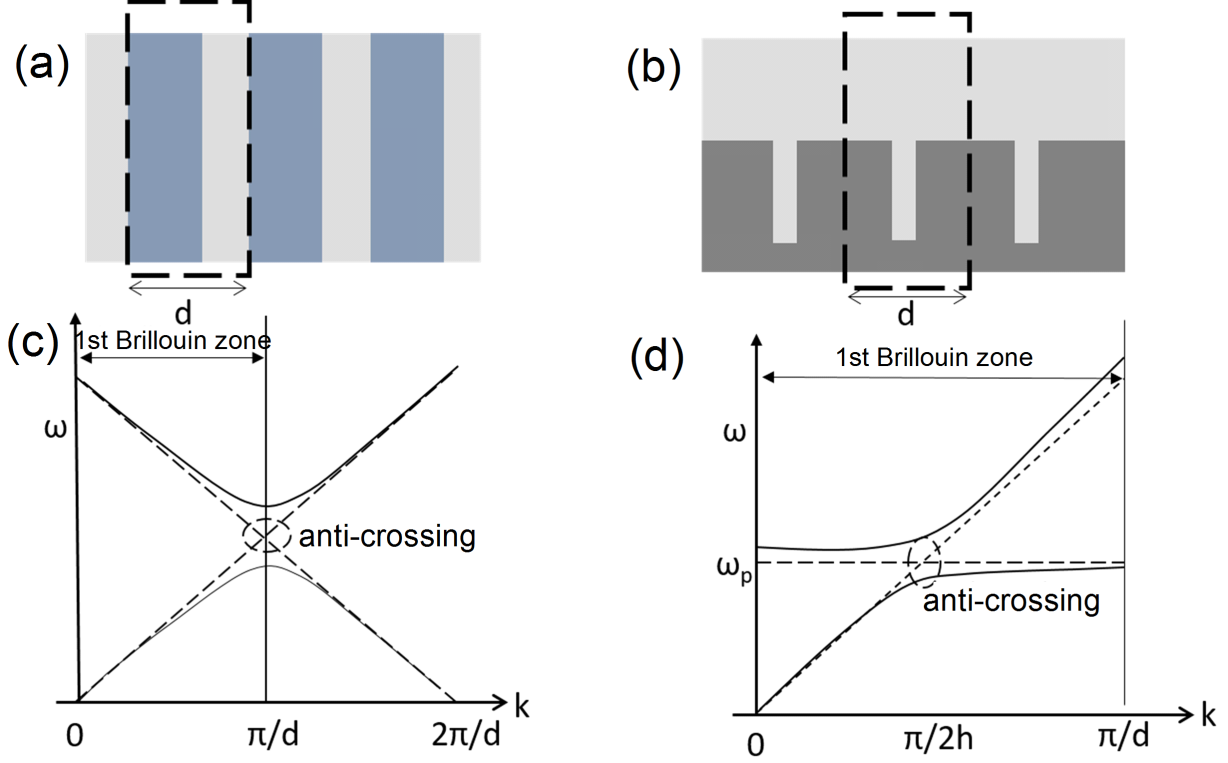 (a)
(b)
d
d
(c)
1st Brillouin zone
ω
anti-crossing
k
0
π/d
2π/d
(d)
1st Brillouin zone
ω
ωp
anti-crossing
k
0
π/2h
π/d